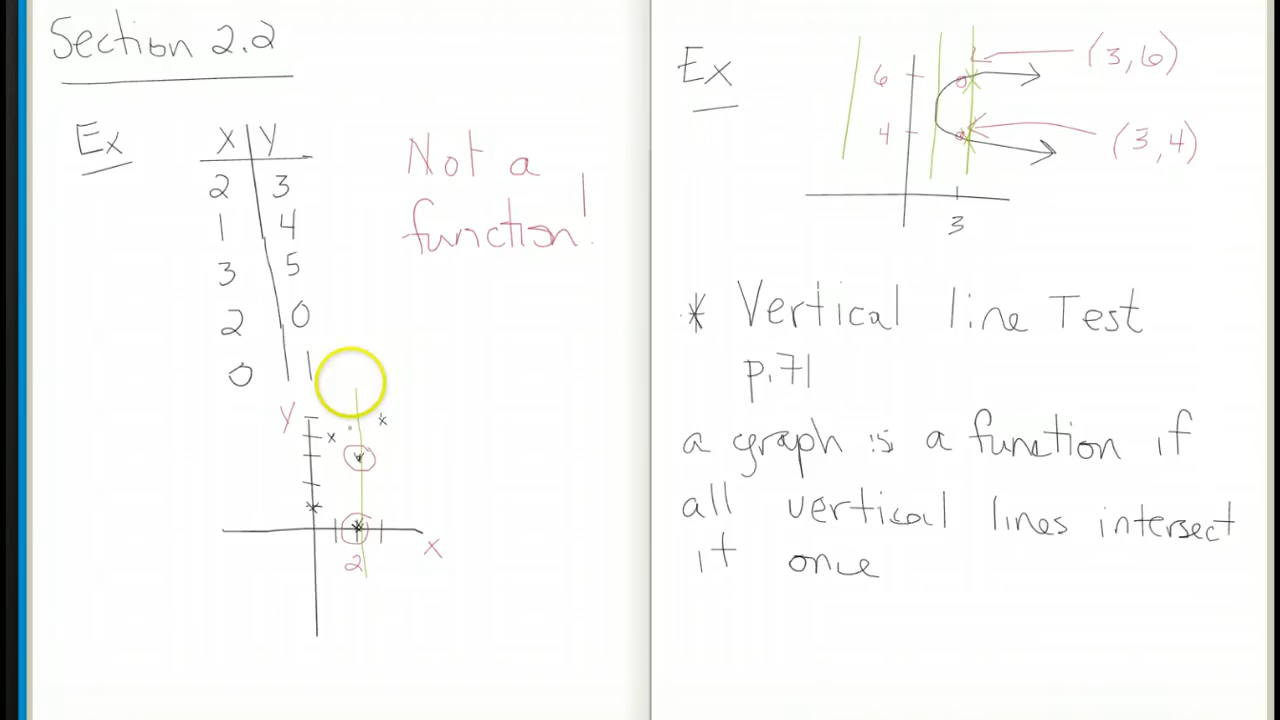 Section 2.2
Ex
X Y
2 3
1 4
3 5
2 0
0 1
Not a
function!
y
x
2
Ex
6
4
3
(3,6)
(3,4)
* Vertical line Test
p.71
a graph is a function if
all vertical lines intersect
it once